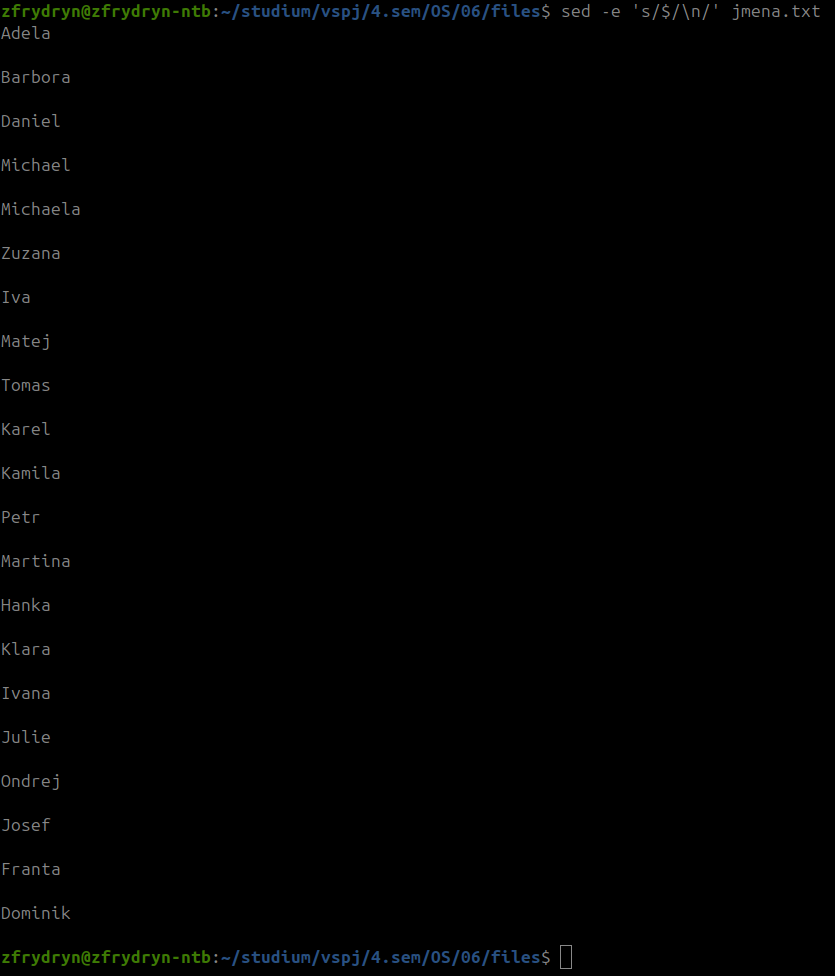 zfrydryn@zfrydryn-ntb:~/studium/vspj/4.sem/OS/06/files$ sed -e 's/$/\n/' jmena.txt
Adela
Barbora
Daniel
Michael
Michaela
Zuzana
Iva
Matej
Tomas
Karel
Kamila
Petr
Martina
Hanka
Klara
Ivana
Julie
Ondrej
Josef
Franta
Dominik
zfrydryn@zfrydryn-ntb:~/studium/vspj/4.sem/OS/06/files$